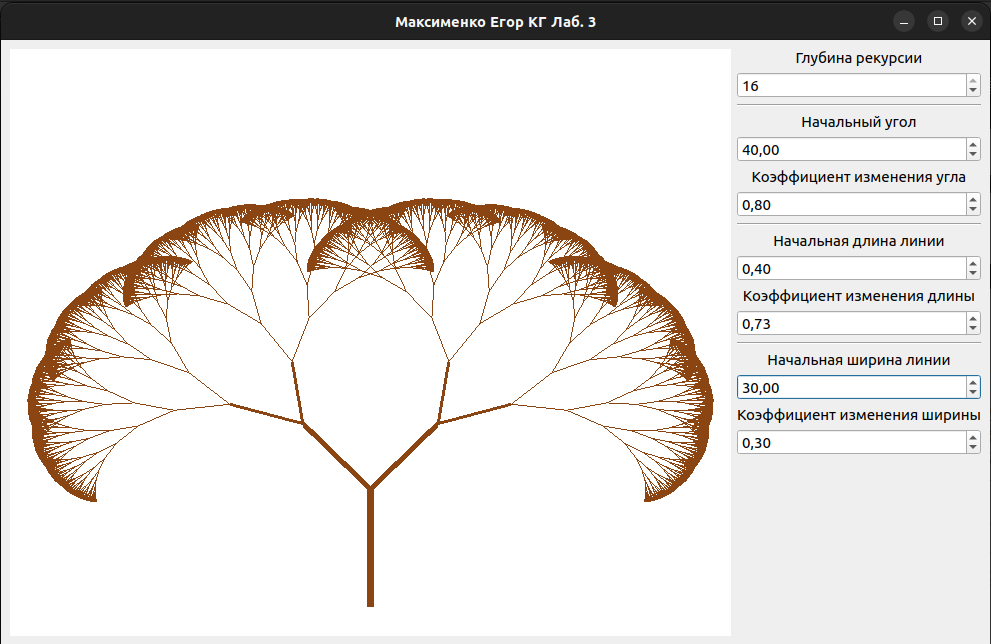 Максименко Егор КГ Лаб. 3
Глубина рекурсии
16
Начальный угол
40,00
Коэффициент изменения угла
0,80
Начальная длина линии
0,40
Коэффициент изменения длины
0,73
Начальная ширина линии
30,00
Коэффициент изменения ширины
0,30